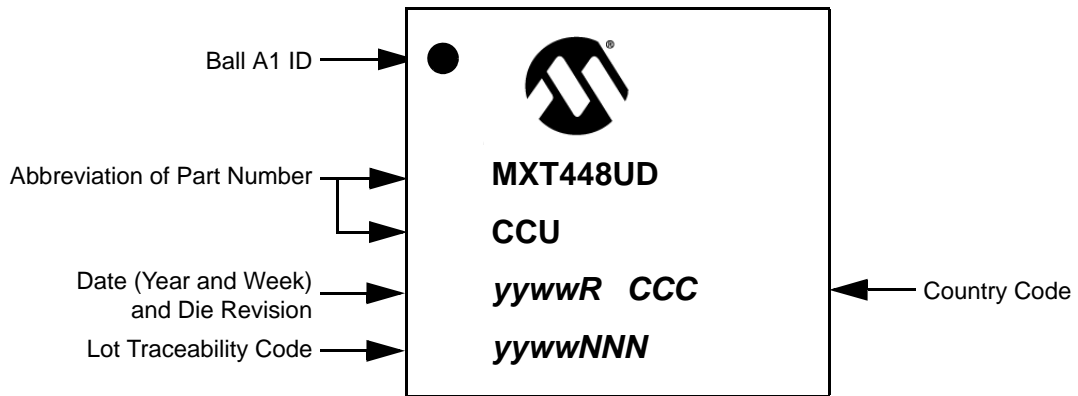 Ball A1 ID
®
Abbreviation of Part Number
MXT448UD
CCU
Date (Year and Week)
and Die Revision
yywwR CCC
Country Code
Lot Traceability Code
yywwNNN